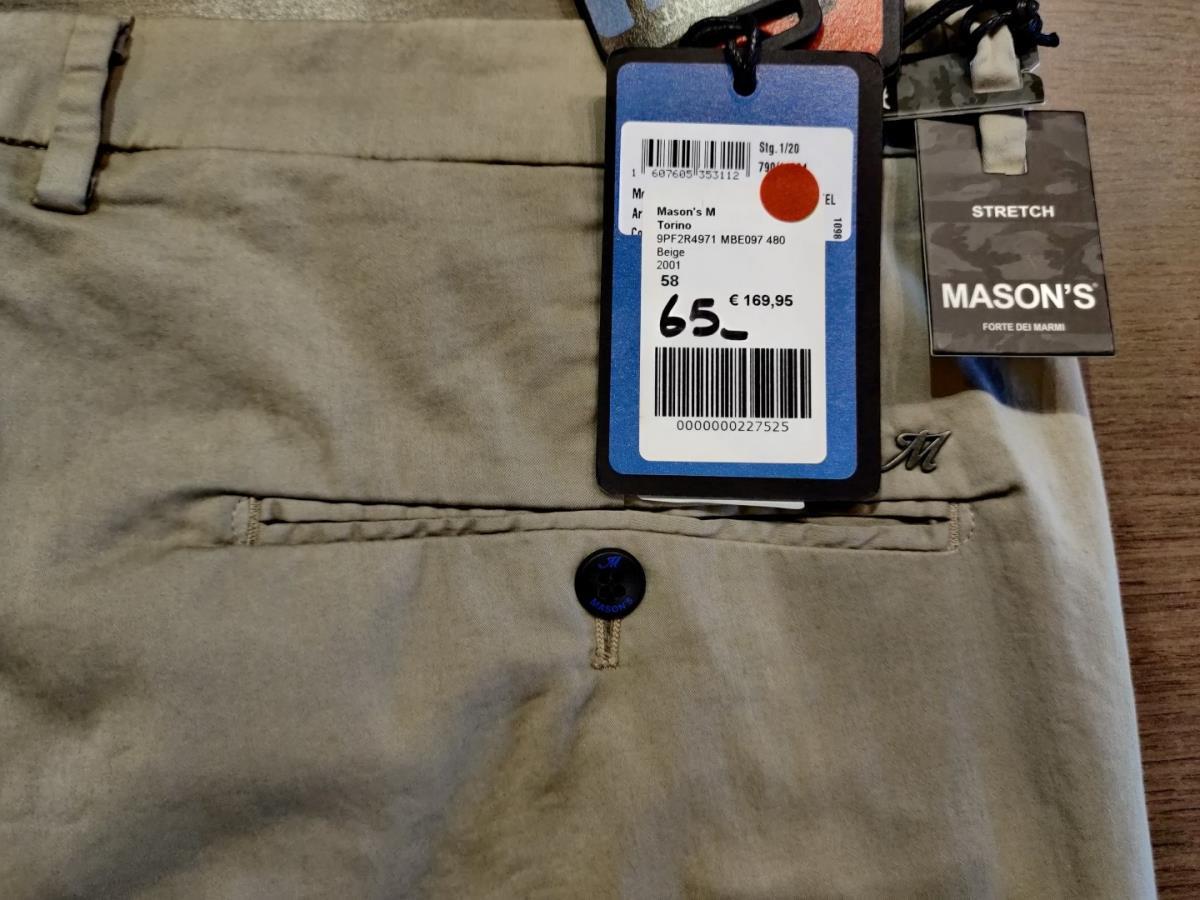 Stg. 1/20
1 607605 353112
EL
1098
Mason's M
Torino
9PF2R4971 MBE097 480
Beige
2001
58
€ 169,95
65_
0000000227525
STRETCH
MASON'S®
FORTE DEI MARMI
M
M
MASON'S